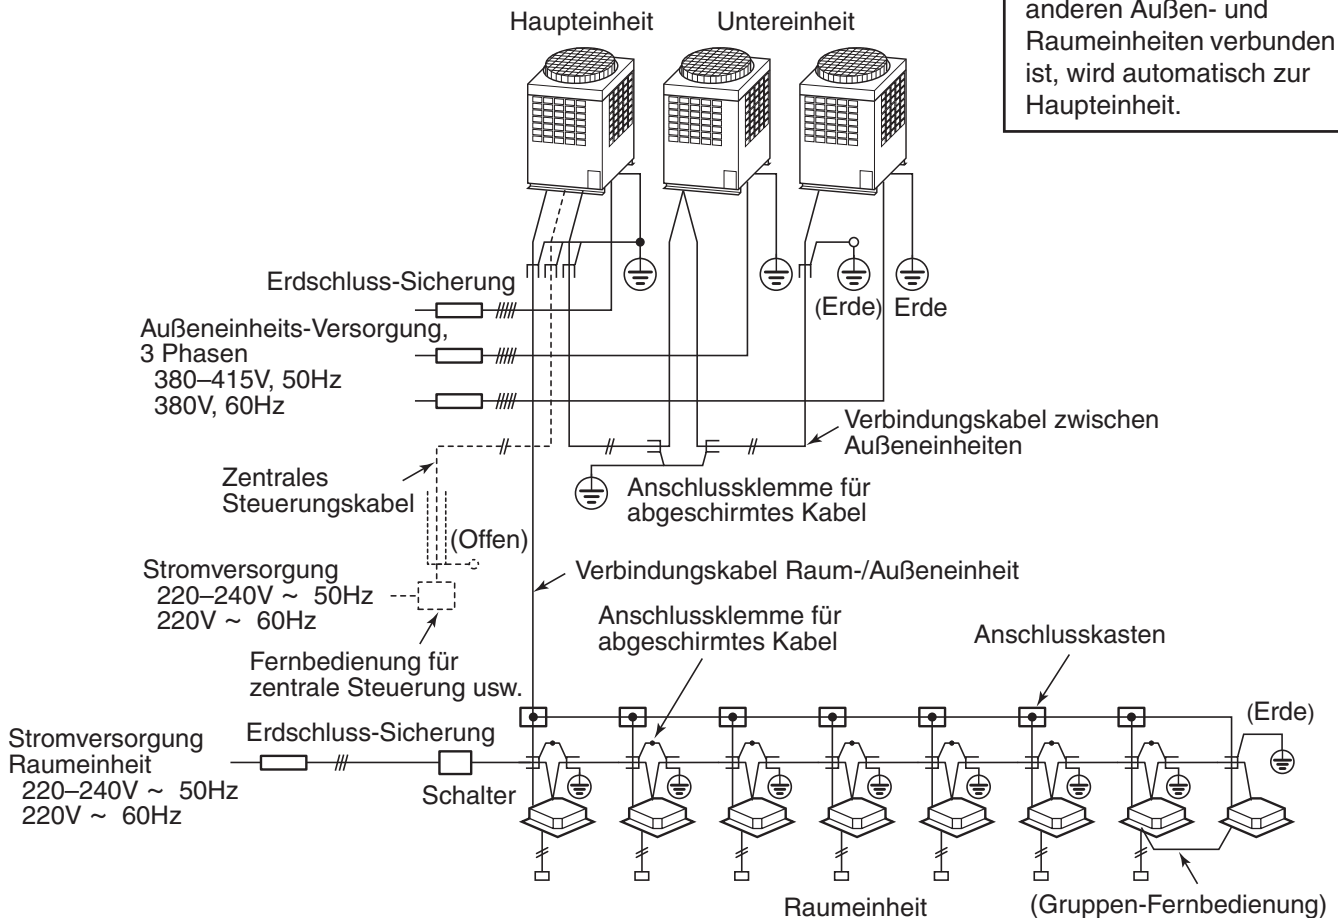 anderen Außen- und
Raumeinheiten verbunden
ist, wird automatisch zur
Haupteinheit.
Haupteinheit
Untereinheit
Erdschluss-Sicherung
(Erde)
Erde
Außeneinheits-Versorgung,
3 Phasen
380–415V, 50Hz
380V, 60Hz
Verbindungskabel zwischen
Außeneinheiten
Zentrales
Steuerungskabel
Anschlussklemme für
abgeschirmtes Kabel
(Offen)
Stromversorgung
220–240V ~ 50Hz
220V ~ 60Hz
Verbindungskabel Raum-/Außeneinheit
Anschlussklemme für
abgeschirmtes Kabel
Anschlusskasten
Fernbedienung für
zentrale Steuerung usw.
(Erde)
Erdschluss-Sicherung
Stromversorgung
Raumeinheit
220–240V ~ 50Hz
220V ~ 60Hz
Schalter
Raumeinheit
(Gruppen-Fernbedienung)